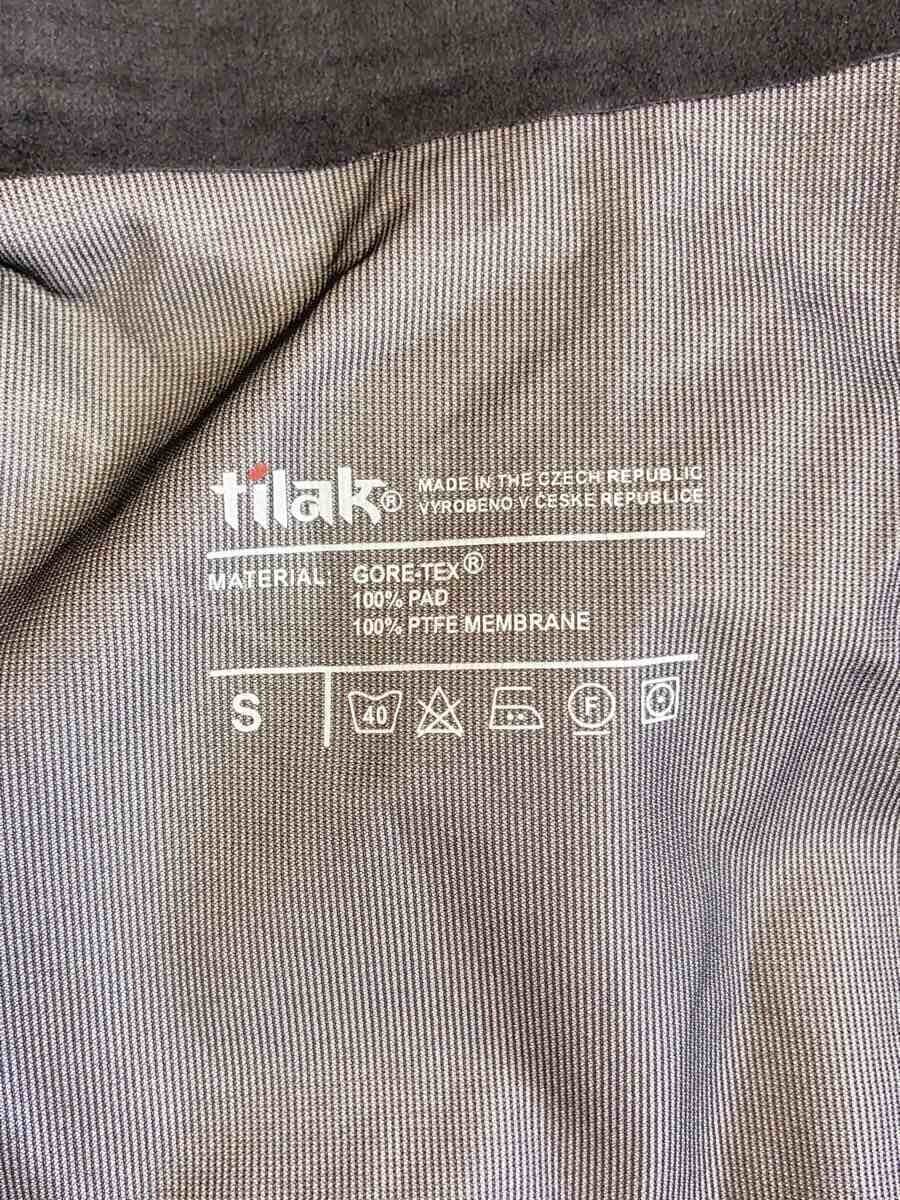 tilak®
MADE IN THE CZECH REPUBLIC
VYROBENO V ČESKÉ REPUBLICE
MATERIAL: GORE-TEX®
100% PAD
100% PTFE MEMBRANE
S 40 F